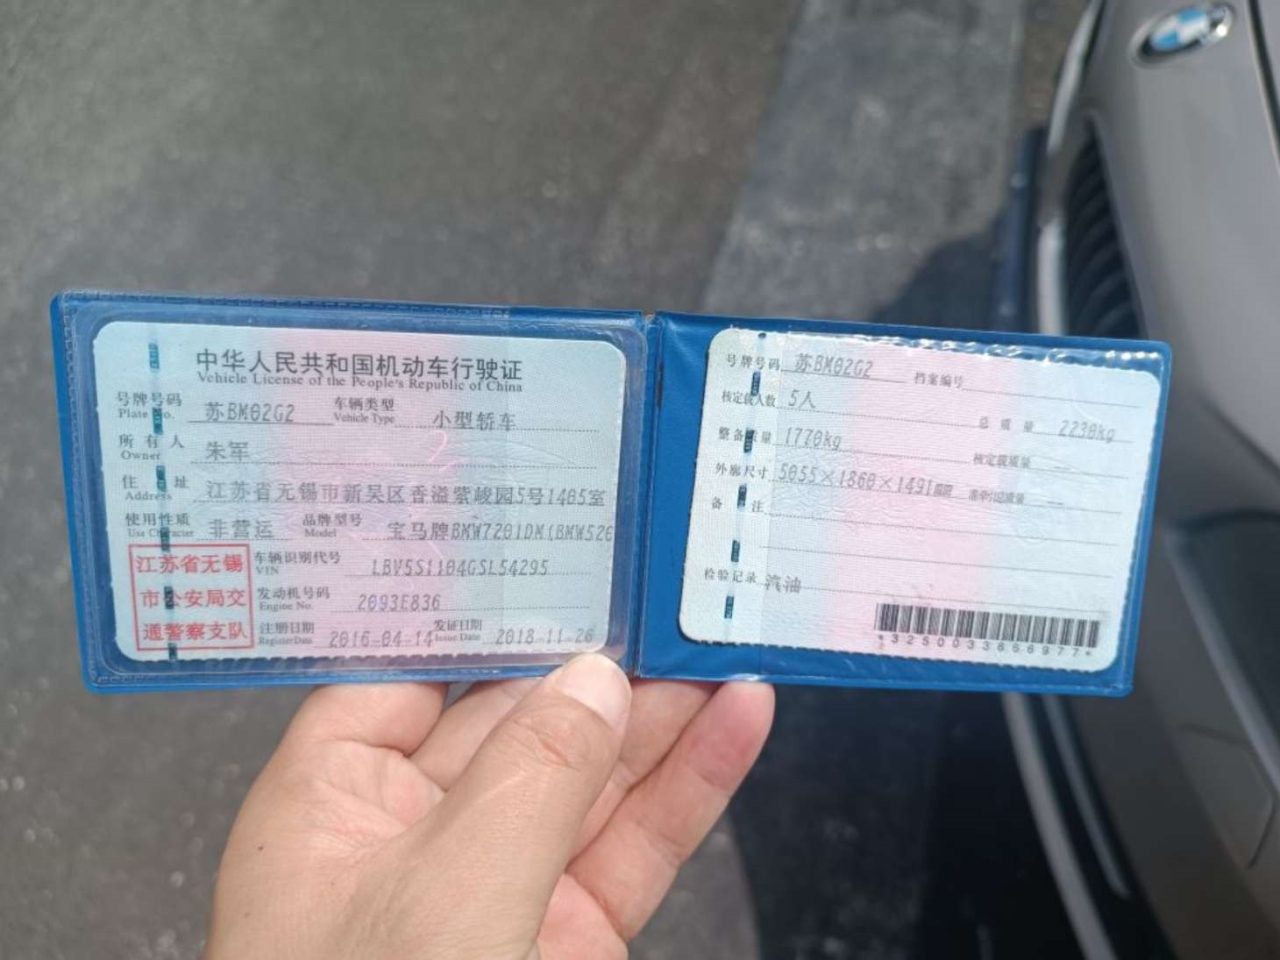 中华人民共和国机动车行驶证
Vehicle License of the People's Republic of China
号牌号码 苏BM02G2 车辆类型 小型轿车
Plate No. Vehicle Type
所有人 朱军
Owner
住址 江苏省无锡市新吴区香溢紫峻园5号1405室
Address
使用性质 非营运 品牌型号 宝马牌BMW7201DM(BMW526
Use Character Model
江苏省无锡
市公安局交
通警察支队
车辆识别代号 LBV5S1104GSL54295
VIN
发动机号码 2093E836
Engine No.
注册日期 2016-04-14 发证日期 2018-11-26
Register Date Issue Date
号牌号码 苏BM02G2 档案编号
核定载人数 5人 总质量 2230kg
整备质量 1770kg 核定载质量 --
外廓尺寸 5055×1860×1491 --
备注
检验记录 汽油
BMW